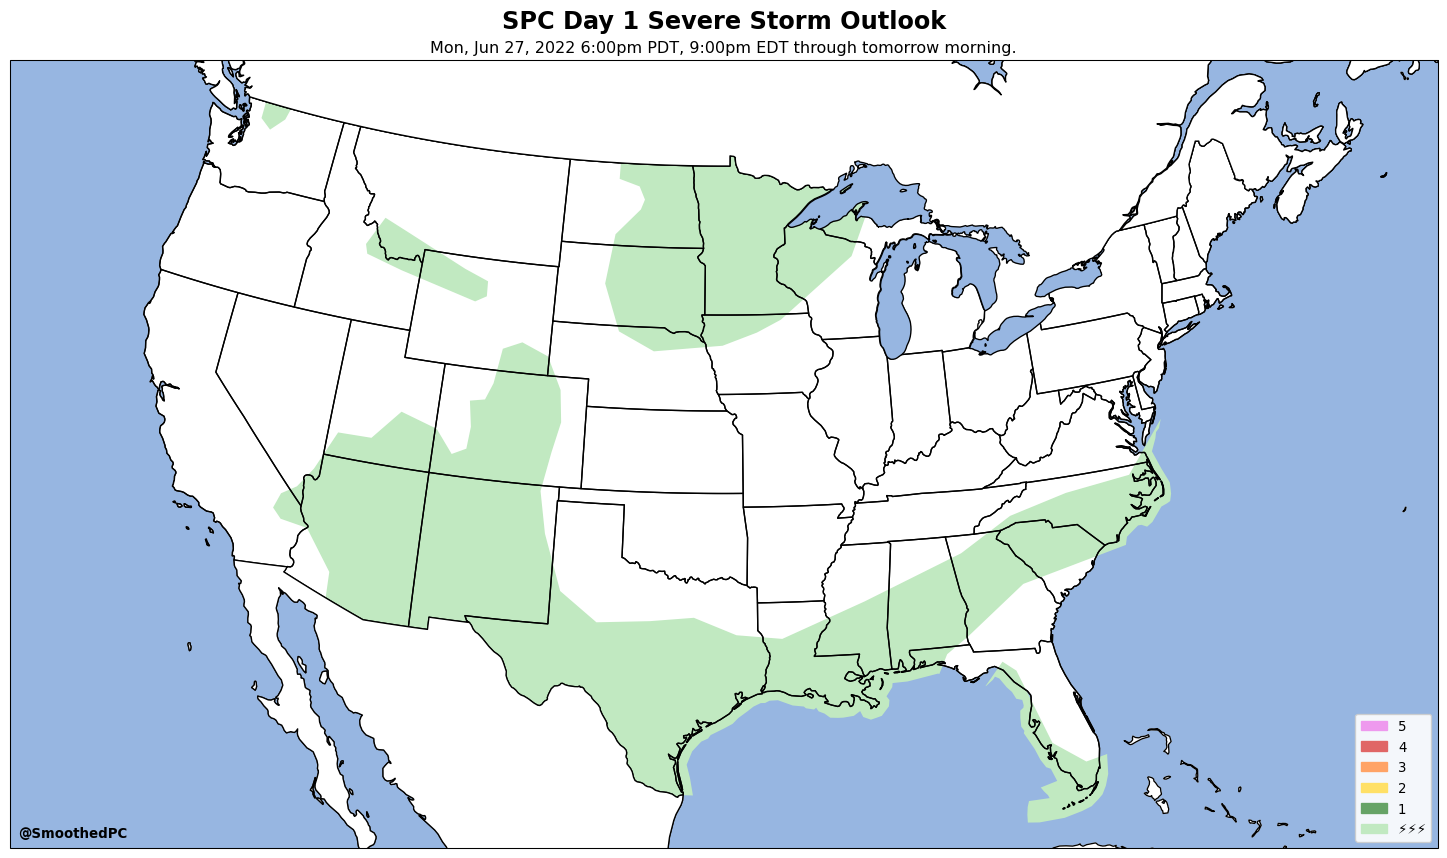 SPC Day 1 Severe Storm Outlook
Mon, Jun 27, 2022 6:00pm PDT, 9:00pm EDT through tomorrow morning.
5
4
3
2
1
⚡⚡⚡
@SmoothedPC